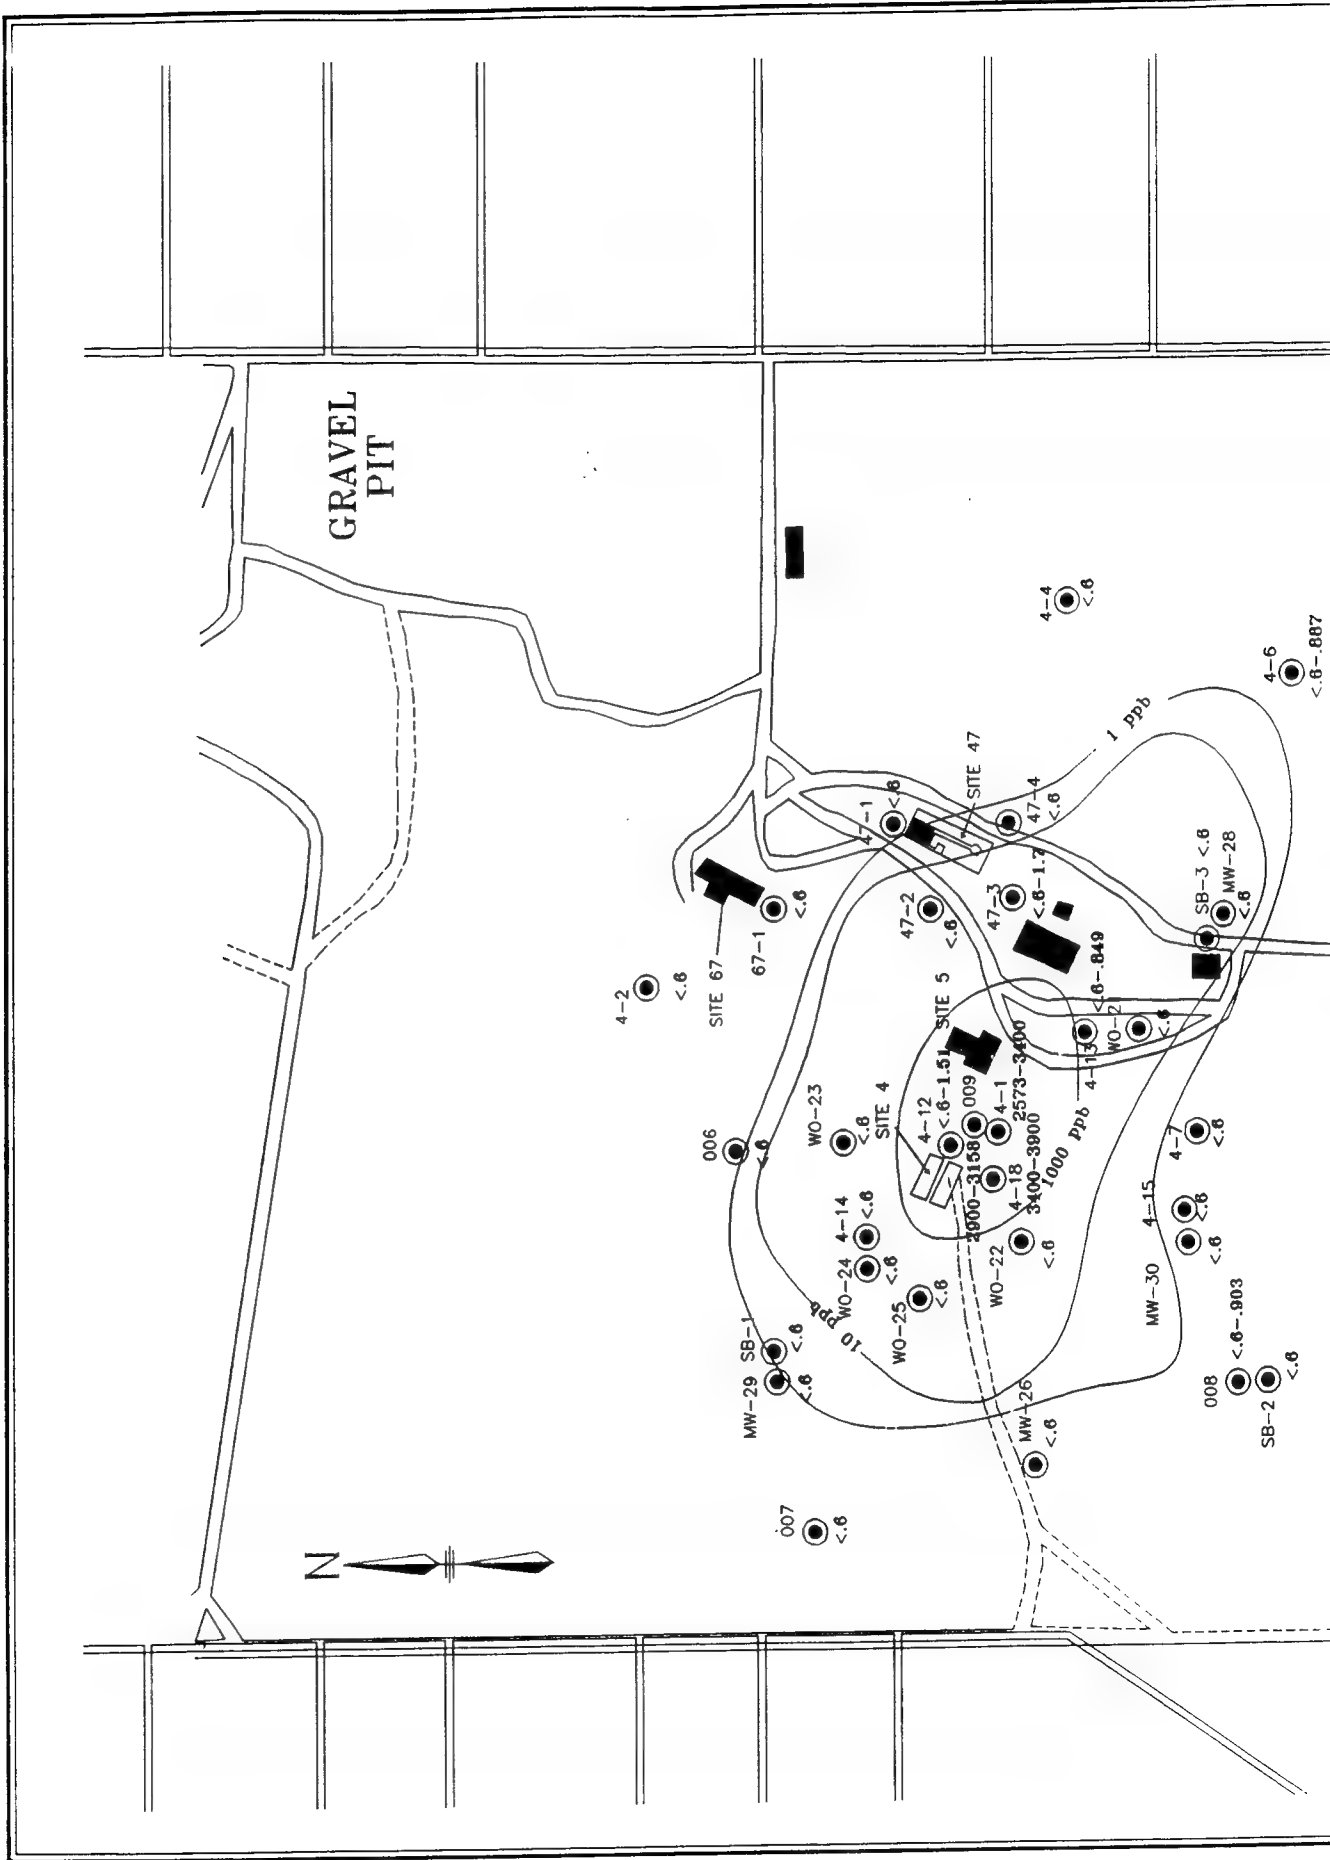 GRAVEL
PIT
N
4-4
<.6
4-6
<.6-.887
1 ppb
SITE 47
47-1
<.6
47-4
<.6
47-3
<.6-1.7
47-2
<.6
SB-3 <.6
MW-28
<.6
67-1
<.6
SITE 67
4-2
<.6
SITE 5
<.6-.849
4-13
WO-2
<.6
SITE 4
4-12
<.6-1.51
009
2900-3158
4-1
2573-3400
4-18
3400-3900
1000 ppb
WO-23
<.6
006
<.6
4-14
<.6
WO-24
<.6
WO-25
<.6
WO-22
<.6
10 ppb
4-7
<.6
4-15
<.6
MW-30
<.6
SB-1
<.6
MW-29
<.6
MW-26
<.6
008
<.6-.903
SB-2
<.6
007
<.6